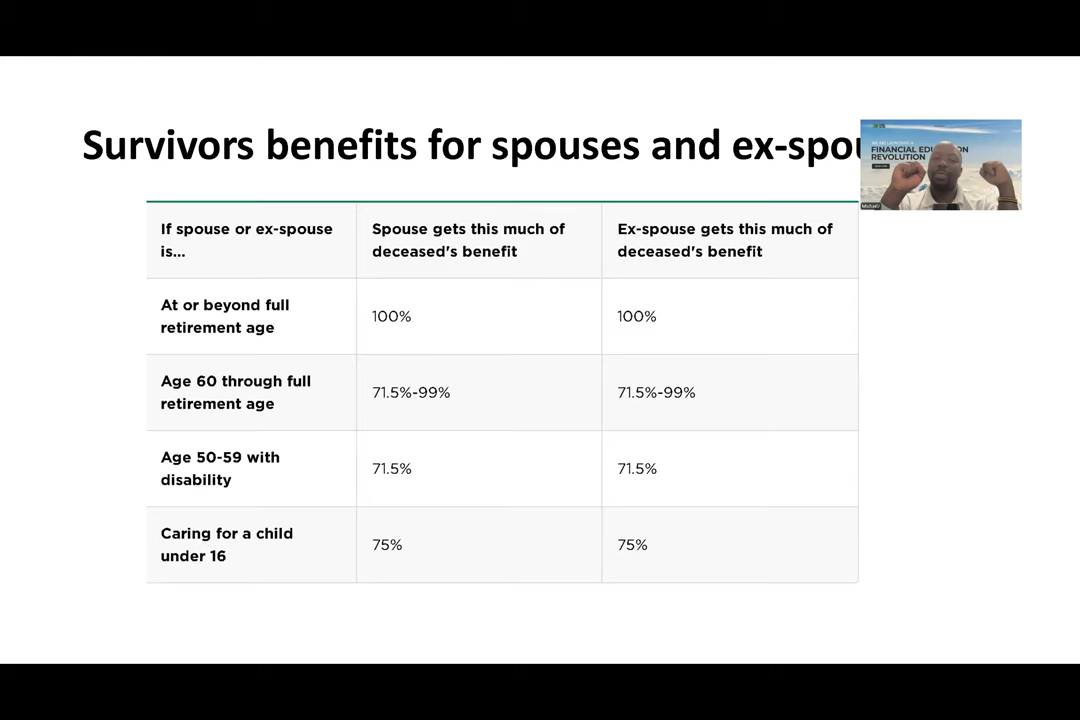 Survivors benefits for spouses and ex-spou
FINANCIAL EDUCATION
REVOLUTION
Michael
If spouse or ex-spouse
is...
Spouse gets this much of
deceased's benefit
Ex-spouse gets this much of
deceased's benefit
At or beyond full
retirement age
100%
100%
Age 60 through full
retirement age
71.5%-99%
71.5%-99%
Age 50-59 with
disability
71.5%
71.5%
Caring for a child
under 16
75%
75%